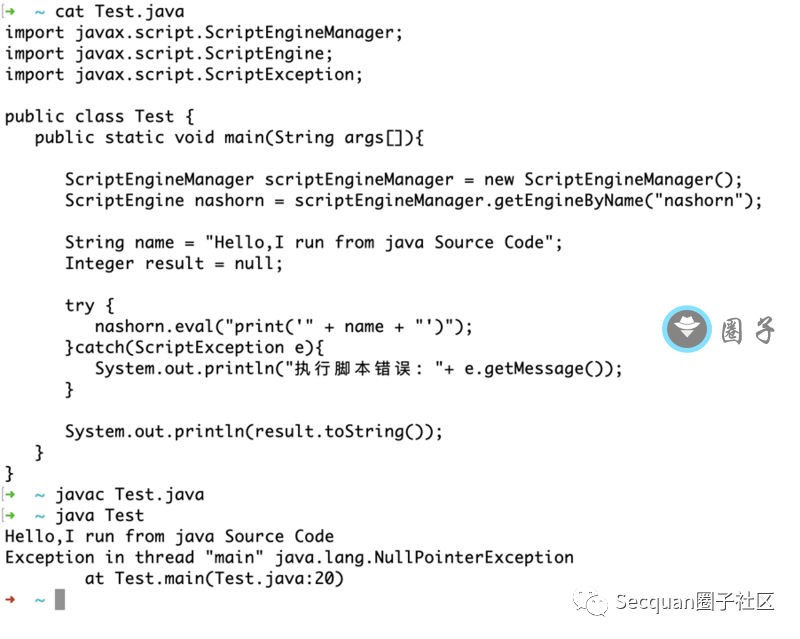 ➜  ~ cat Test.java
import javax.script.ScriptEngineManager;
import javax.script.ScriptEngine;
import javax.script.ScriptException;

public class Test {
   public static void main(String args[]){

      ScriptEngineManager scriptEngineManager = new ScriptEngineManager();
      ScriptEngine nashorn = scriptEngineManager.getEngineByName("nashorn");

      String name = "Hello,I run from java Source Code";
      Integer result = null;

      try {
         nashorn.eval("print('" + name + "')");
      }catch(ScriptException e){
         System.out.println("执行脚本错误: "+ e.getMessage());
      }

      System.out.println(result.toString());
   }
}
➜  ~ javac Test.java
➜  ~ java Test
Hello,I run from java Source Code
Exception in thread "main" java.lang.NullPointerException
        at Test.main(Test.java:20)
➜  ~
圈子
Secquan圈子社区